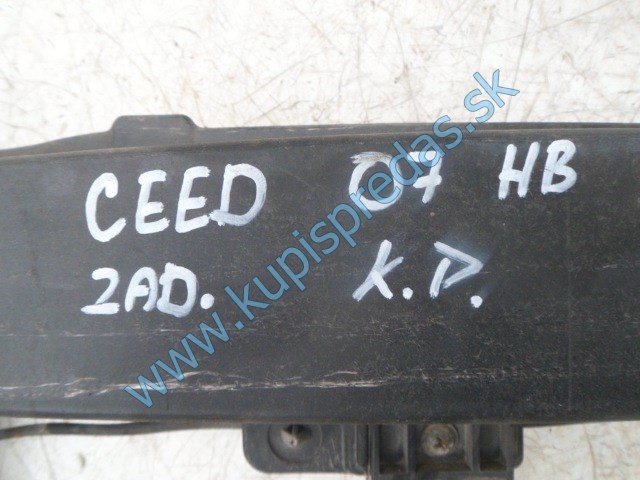 CEED 07 HB
ZAD. K.P.
www.kupispredas.sk